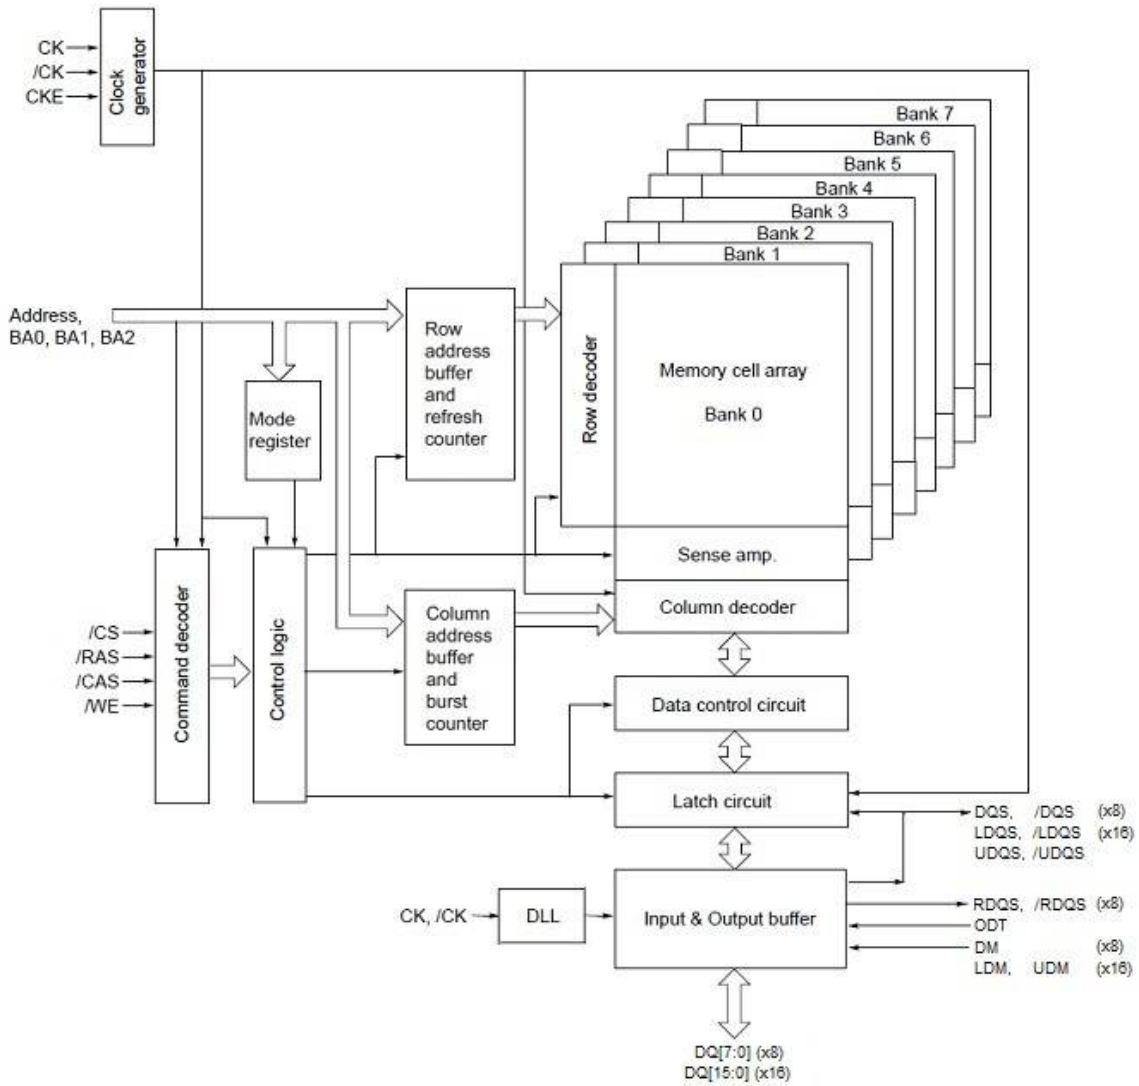 CK
/CK
CKE
Clock
generator
Bank 7
Bank 6
Bank 5
Bank 4
Bank 3
Bank 2
Bank 1
Address,
BA0, BA1, BA2
Row
address
buffer
and
refresh
counter
Row decoder
Memory cell array
Bank 0
Mode
register
Sense amp.
Column decoder
/CS
/RAS
/CAS
/WE
Command decoder
Control logic
Column
address
buffer
and
burst
counter
Data control circuit
Latch circuit
DQS, /DQS (x8)
LDQS, /LDQS (x16)
UDQS, /UDQS
CK, /CK
DLL
Input & Output buffer
RDQS, /RDQS (x8)
ODT
DM (x8)
LDM, UDM (x16)
DQ[7:0] (x8)
DQ[15:0] (x16)